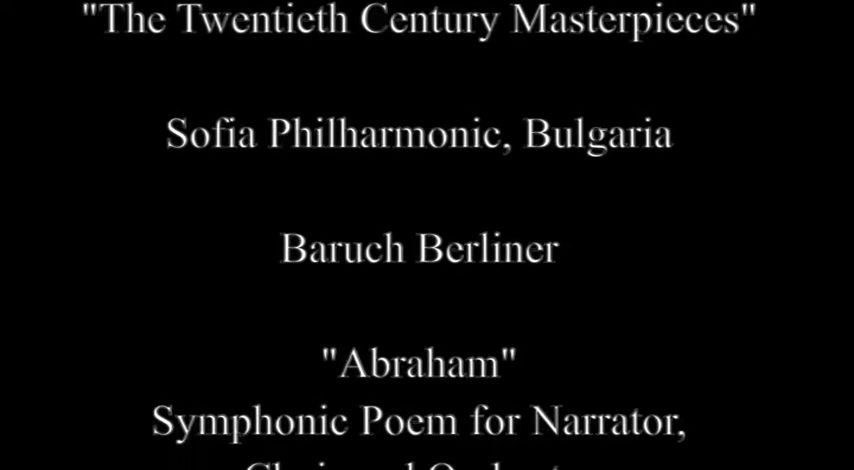 "The Twentieth Century Masterpieces"
Sofia Philharmonic, Bulgaria
Baruch Berliner
"Abraham"
Symphonic Poem for Narrator,